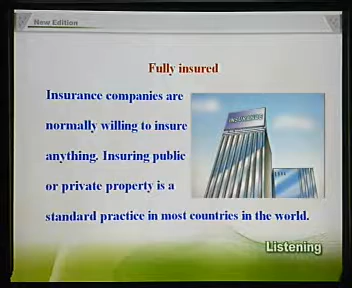 New Edition
Fully insured
Insurance companies are
INSURANCE
normally willing to insure
anything. Insuring public
or private property is a
standard practice in most countries in the world.
Listening